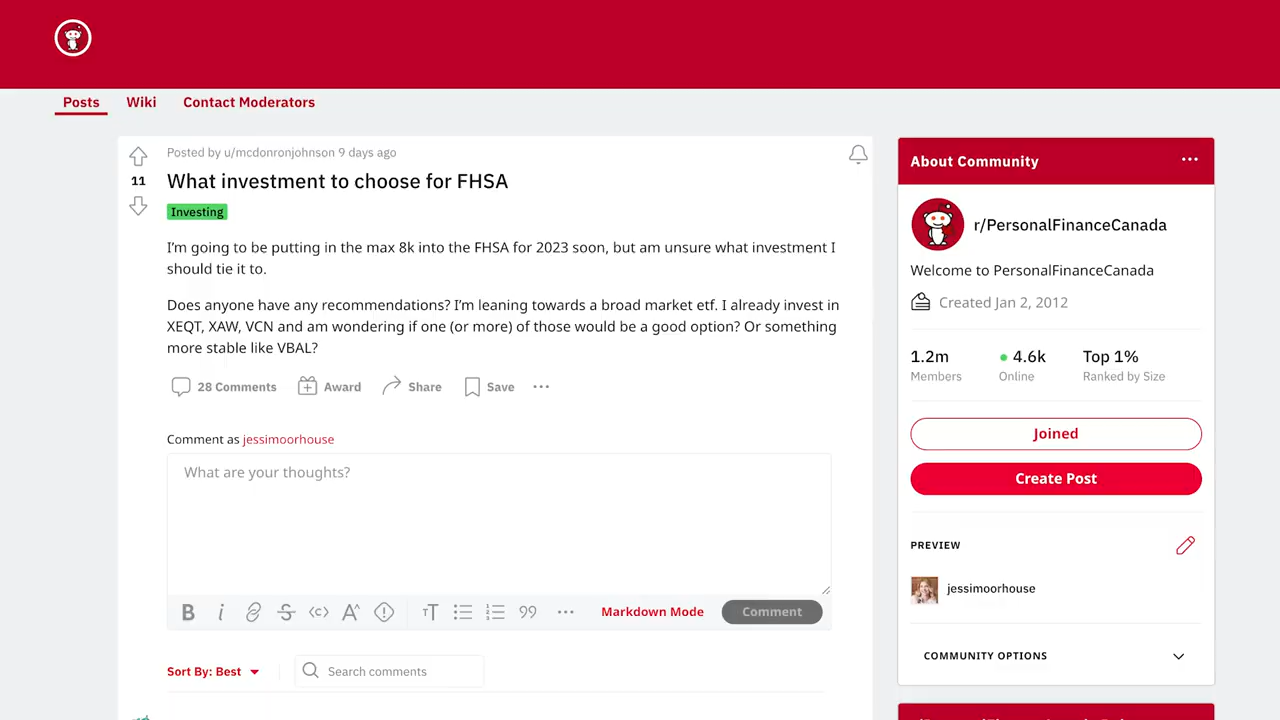 Posts Wiki Contact Moderators
Posted by u/mcdonronjohnson 9 days ago
11
What investment to choose for FHSA
Investing
I'm going to be putting in the max 8k into the FHSA for 2023 soon, but am unsure what investment I
should tie it to.
Does anyone have any recommendations? I'm leaning towards a broad market etf. I already invest in
XEQT, XAW, VCN and am wondering if one (or more) of those would be a good option? Or something
more stable like VBAL?
28 Comments Award Share Save
Comment as jessimoorhouse
What are your thoughts?
Markdown Mode Comment
Sort By: Best Search comments
About Community
r/PersonalFinanceCanada
Welcome to PersonalFinanceCanada
Created Jan 2, 2012
1.2m 4.6k Top 1%
Members Online Ranked by Size
Joined
Create Post
PREVIEW
jessimoorhouse
COMMUNITY OPTIONS